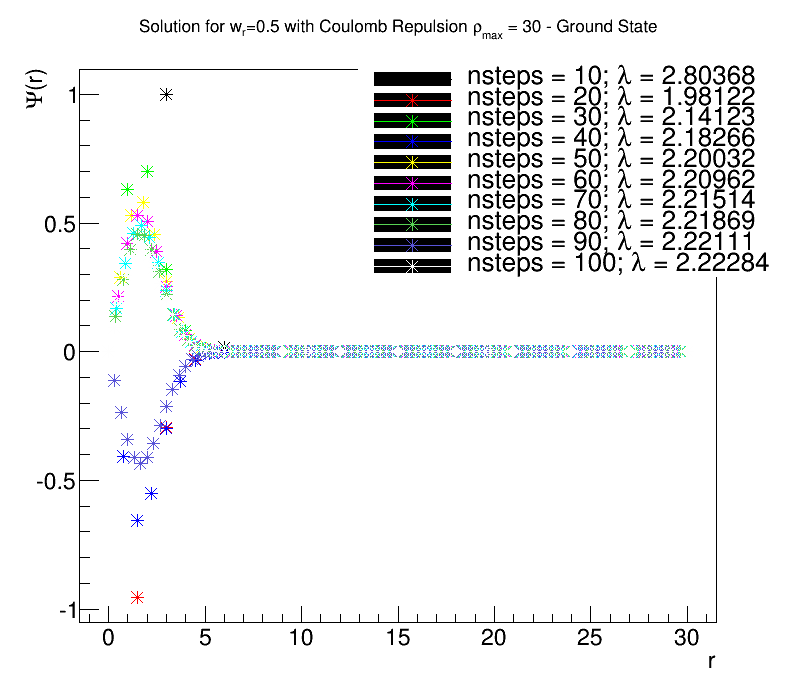 Solution for wr=0.5 with Coulomb Repulsion ρmax = 30 - Ground State
Ψ(r)
nsteps = 10; λ = 2.80368
nsteps = 20; λ = 1.98122
nsteps = 30; λ = 2.14123
nsteps = 40; λ = 2.18266
nsteps = 50; λ = 2.20032
nsteps = 60; λ = 2.20962
nsteps = 70; λ = 2.21514
nsteps = 80; λ = 2.21869
nsteps = 90; λ = 2.22111
nsteps = 100; λ = 2.22284
1
0.5
0
-0.5
-1
0 5 10 15 20 25 30
r